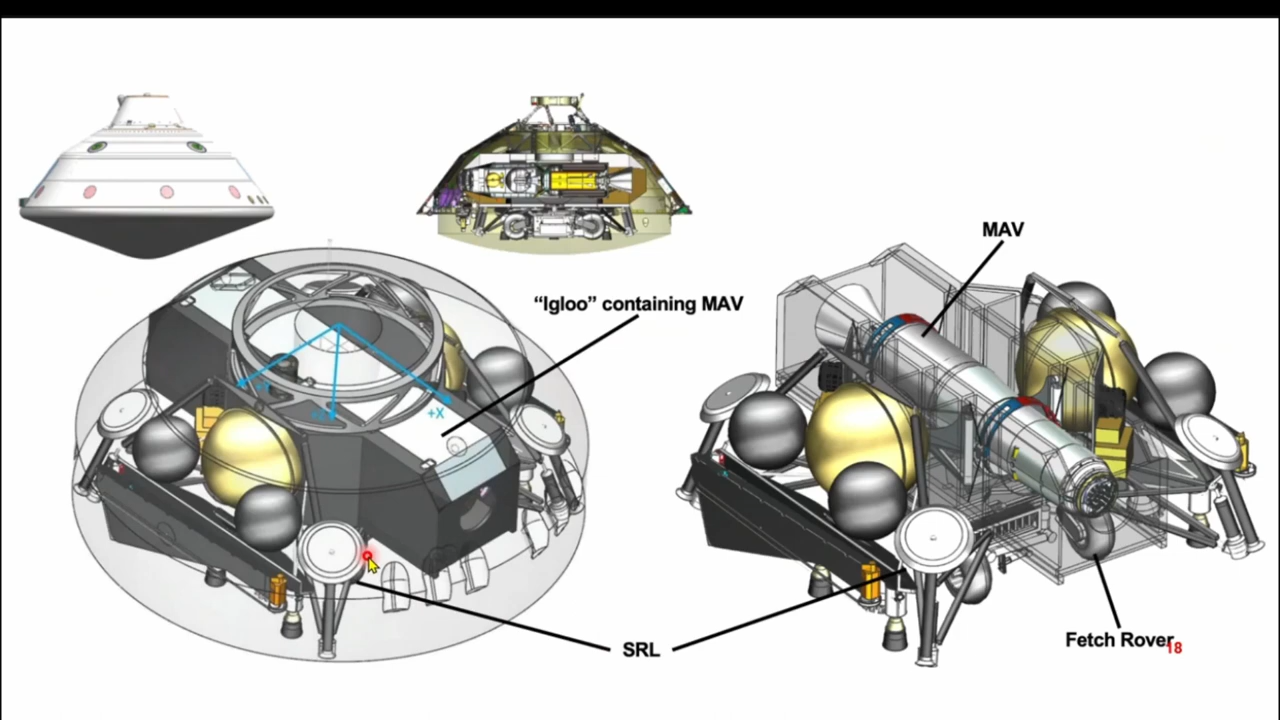 MAV
“Igloo” containing MAV
+X
SRL
Fetch Rover
18